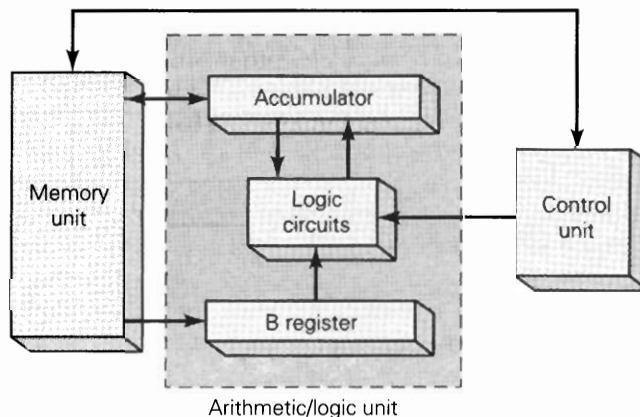 Accumulator
Memory
unit
Logic
circuits
Control
unit
B register
Arithmetic/logic unit